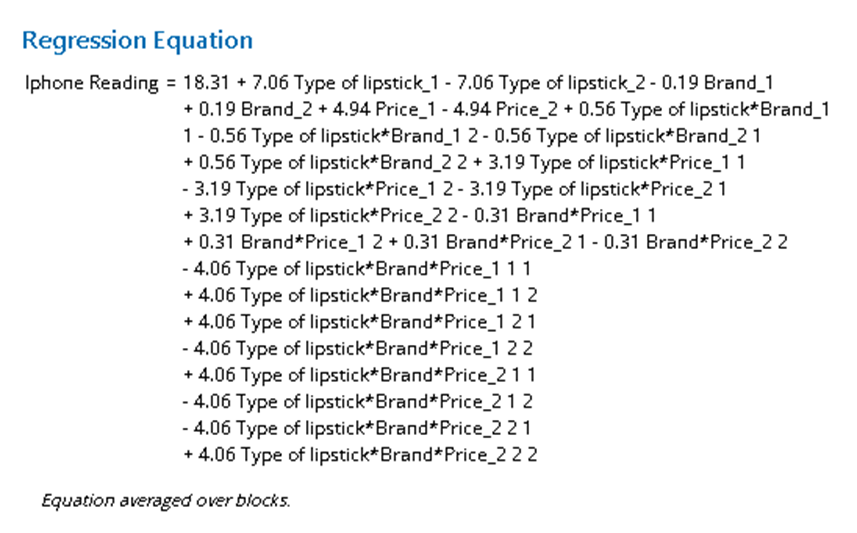 Regression Equation
Iphone Reading = 18.31 + 7.06 Type of lipstick_1 - 7.06 Type of lipstick_2 - 0.19 Brand_1
+ 0.19 Brand_2 + 4.94 Price_1 - 4.94 Price_2 + 0.56 Type of lipstick*Brand_1
1 - 0.56 Type of lipstick*Brand_1 2 - 0.56 Type of lipstick*Brand_2 1
+ 0.56 Type of lipstick*Brand_2 2 + 3.19 Type of lipstick*Price_1 1
- 3.19 Type of lipstick*Price_1 2 - 3.19 Type of lipstick*Price_2 1
+ 3.19 Type of lipstick*Price_2 2 - 0.31 Brand*Price_1 1
+ 0.31 Brand*Price_1 2 + 0.31 Brand*Price_2 1 - 0.31 Brand*Price_2 2
- 4.06 Type of lipstick*Brand*Price_1 1 1
+ 4.06 Type of lipstick*Brand*Price_1 1 2
+ 4.06 Type of lipstick*Brand*Price_1 2 1
- 4.06 Type of lipstick*Brand*Price_1 2 2
+ 4.06 Type of lipstick*Brand*Price_2 1 1
- 4.06 Type of lipstick*Brand*Price_2 1 2
- 4.06 Type of lipstick*Brand*Price_2 2 1
+ 4.06 Type of lipstick*Brand*Price_2 2 2
Equation averaged over blocks.